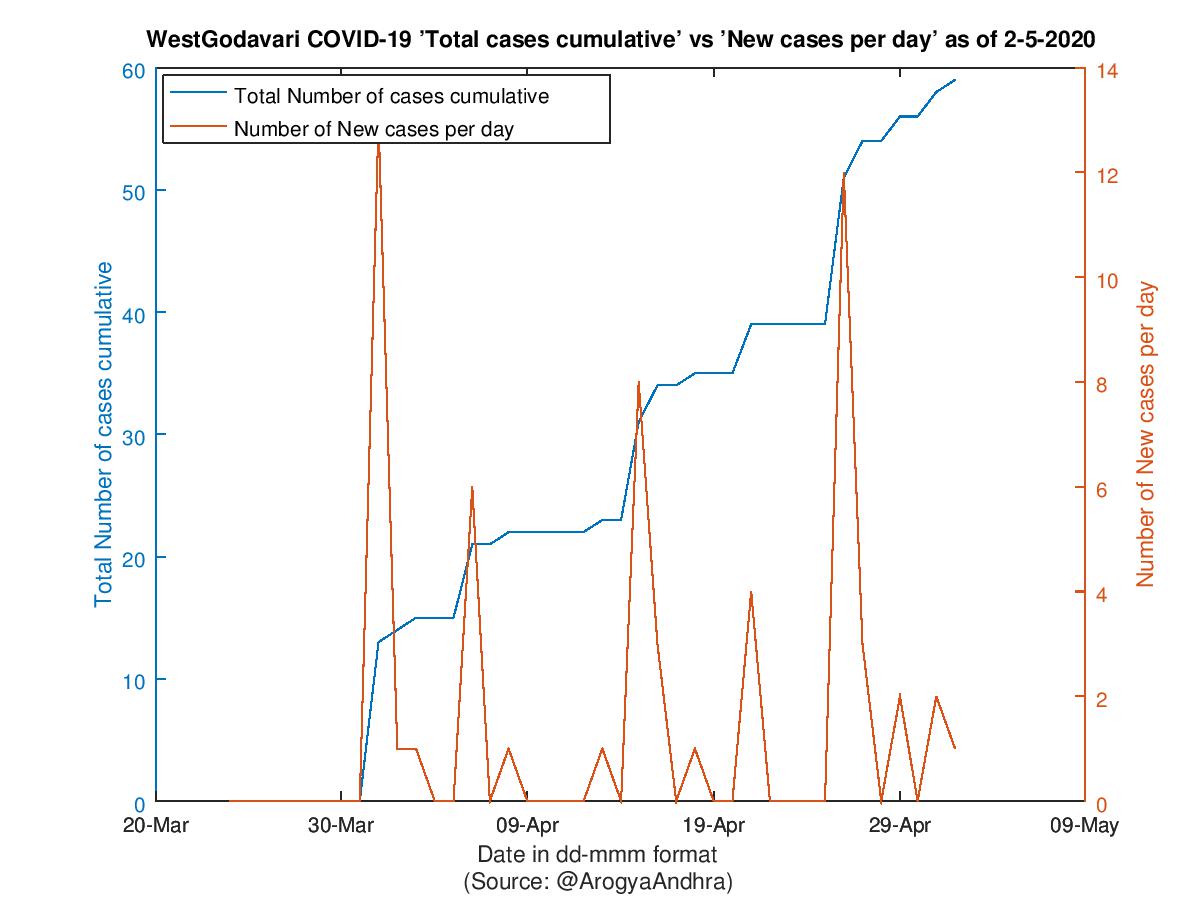 WestGodavari COVID-19 ’Total cases cumulative’ vs ’New cases per day’ as of 2-5-2020
Total Number of cases cumulative
Number of New cases per day
60
50
40
30
20
10
0
Total Number of cases cumulative
14
12
10
8
6
4
2
0
Number of New cases per day
20-Mar 30-Mar 09-Apr 19-Apr 29-Apr 09-May
Date in dd-mmm format
(Source: @ArogyaAndhra)